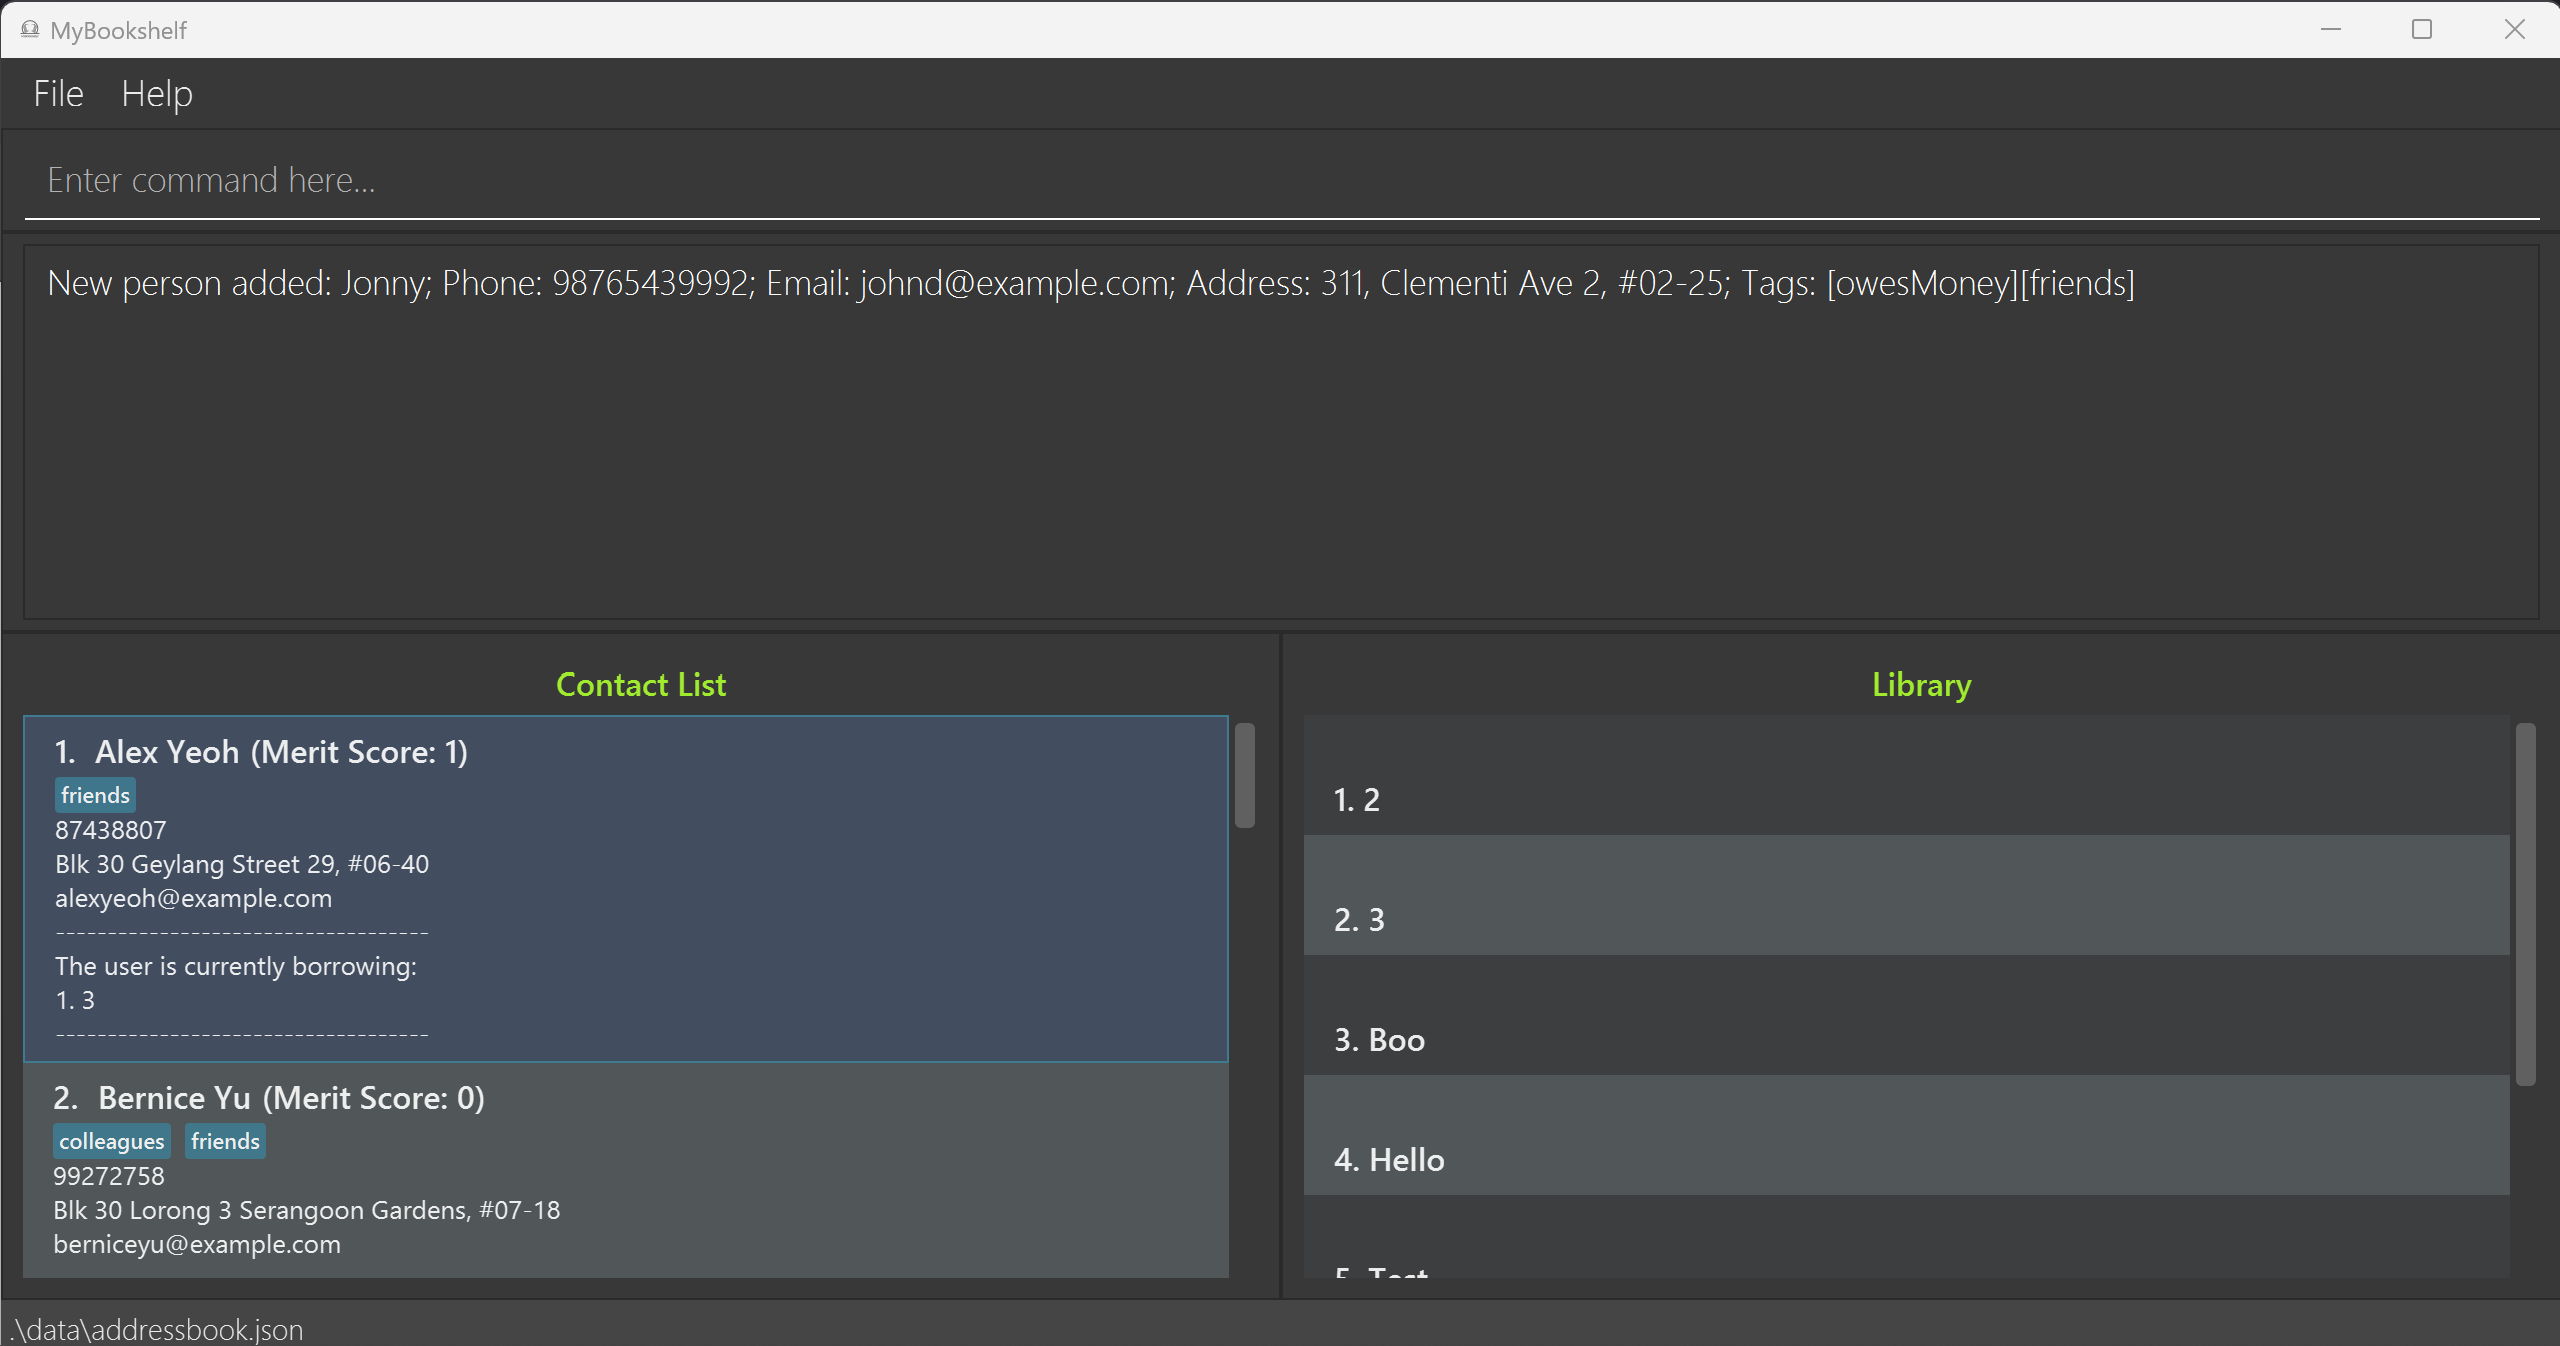 MyBookshelf
File Help
Enter command here...
New person added: Jonny; Phone: 98765439992; Email: johnd@example.com; Address: 311, Clementi Ave 2, #02-25; Tags: [owesMoney][friends]
Contact List
1. Alex Yeoh (Merit Score: 1)
friends
87438807
Blk 30 Geylang Street 29, #06-40
alexyeoh@example.com
------------------------------------
The user is currently borrowing:
1. 3
------------------------------------
2. Bernice Yu (Merit Score: 0)
colleagues friends
99272758
Blk 30 Lorong 3 Serangoon Gardens, #07-18
berniceyu@example.com
Library
1. 2
2. 3
3. Boo
4. Hello
5. Test
.\data\addressbook.json